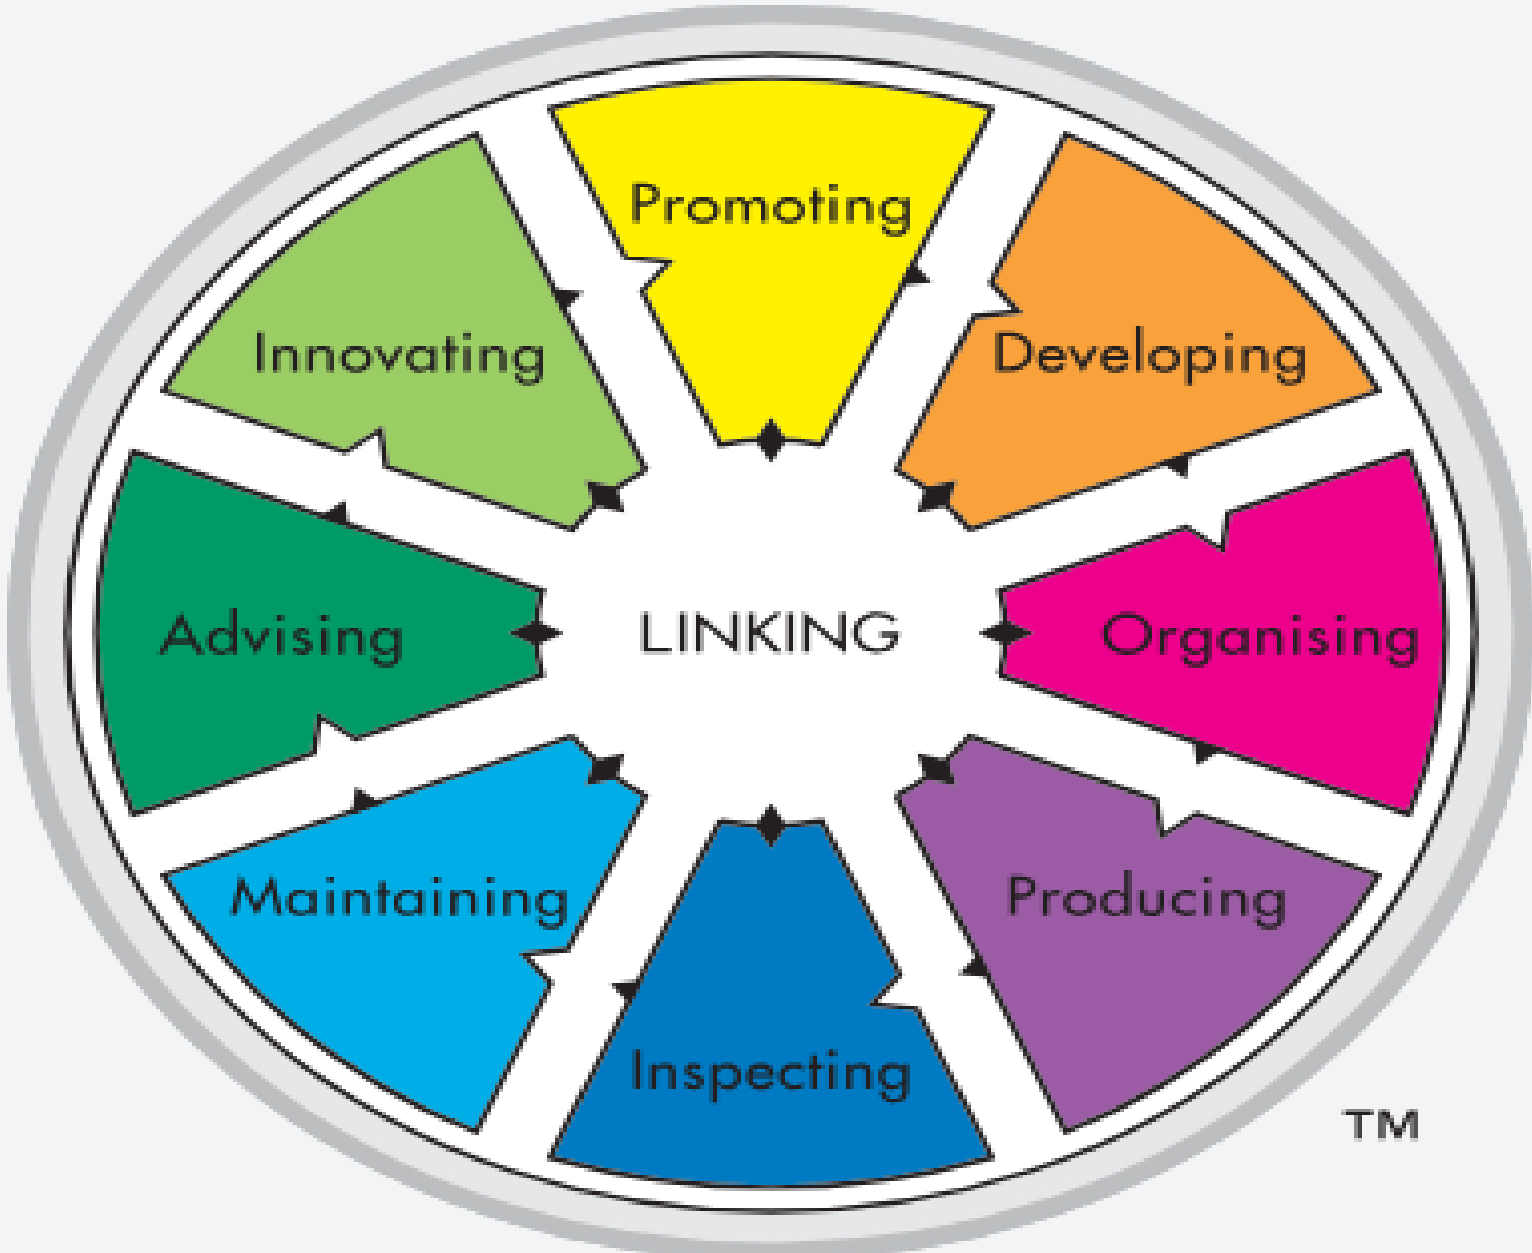 Promoting
Innovating
Developing
Advising
LINKING
Organising
Maintaining
Producing
Inspecting
TM